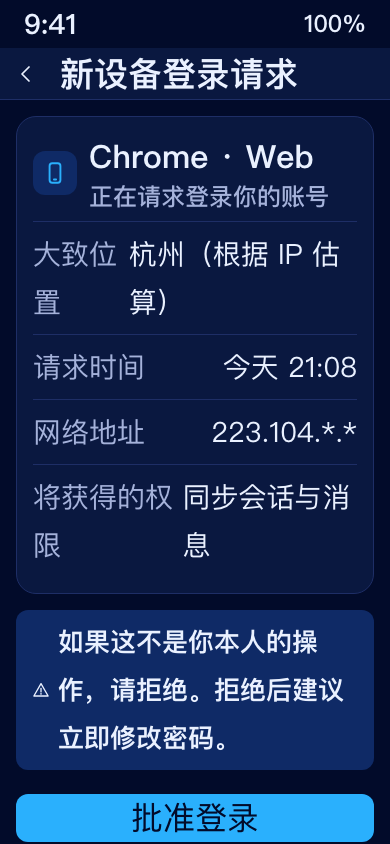 9:41
100%
新设备登录请求
Chrome · Web
正在请求登录你的账号
大致位置
杭州（根据 IP 估算）
请求时间
今天 21:08
网络地址
223.104.*.*
将获得的权限
同步会话与消息
如果这不是你本人的操
作，请拒绝。拒绝后建议
立即修改密码。
批准登录